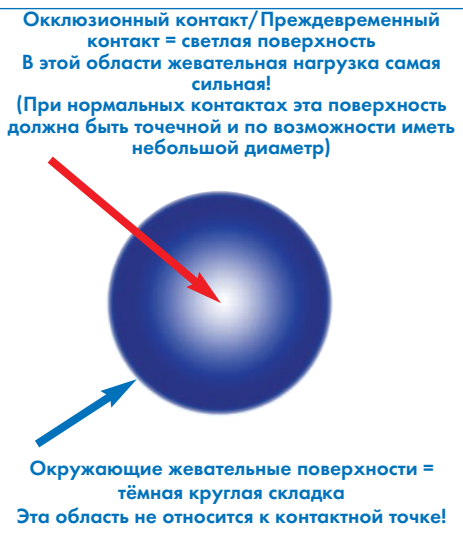 Окклюзионный контакт/Преждевременный
контакт = светлая поверхность
В этой области жевательная нагрузка самая
сильная!
(При нормальных контактах эта поверхность
должна быть точечной и по возможности иметь
небольшой диаметр)
Окружающие жевательные поверхности =
тёмная круглая складка
Эта область не относится к контактной точке!